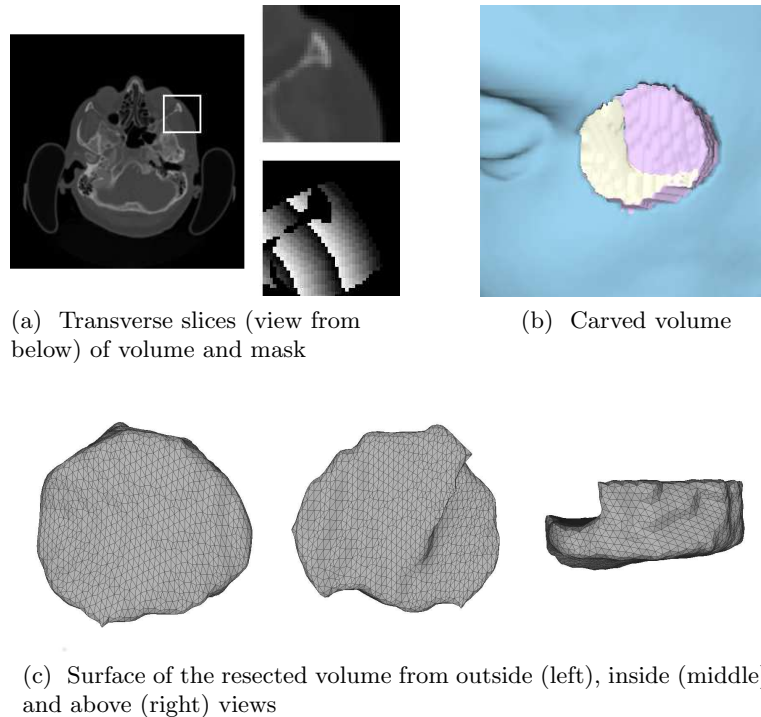 (a) Transverse slices (view from
below) of volume and mask
(b) Carved volume
(c) Surface of the resected volume from outside (left), inside (middle)
and above (right) views